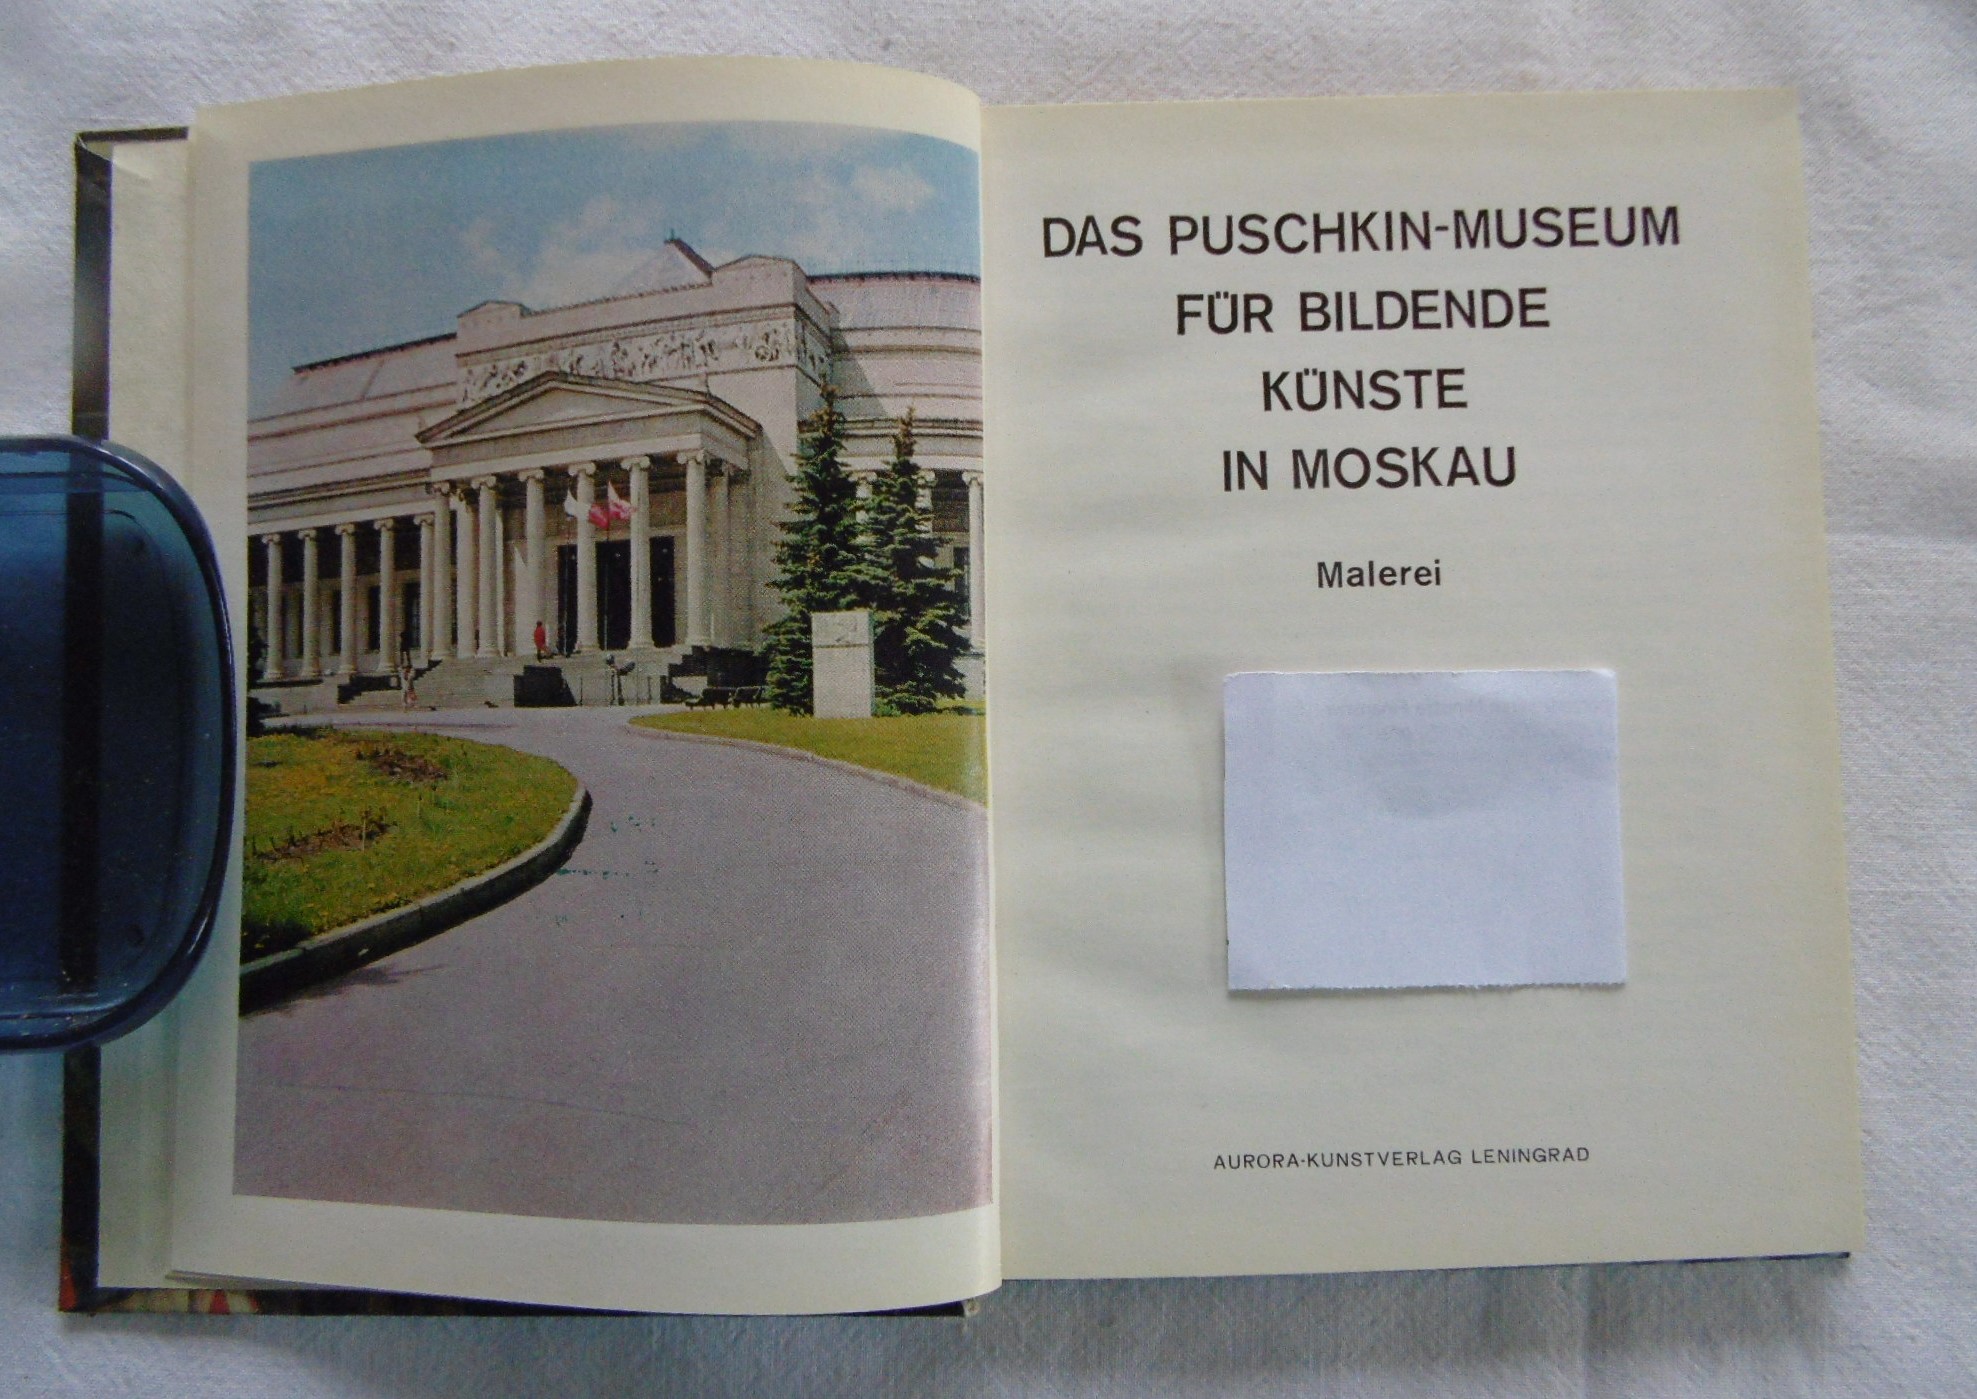 DAS PUSCHKIN-MUSEUM
FÜR BILDENDE
KÜNSTE
IN MOSKAU
Malerei
AURORA-KUNSTVERLAG LENINGRAD